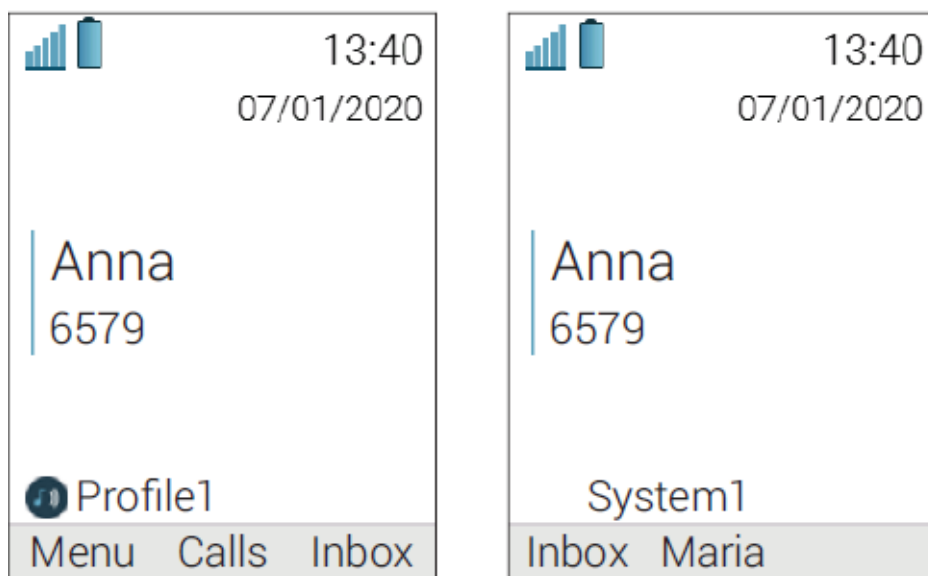 13:40
07/01/2020
Anna
6579
Profile1
Menu Calls Inbox
13:40
07/01/2020
Anna
6579
System1
Inbox Maria